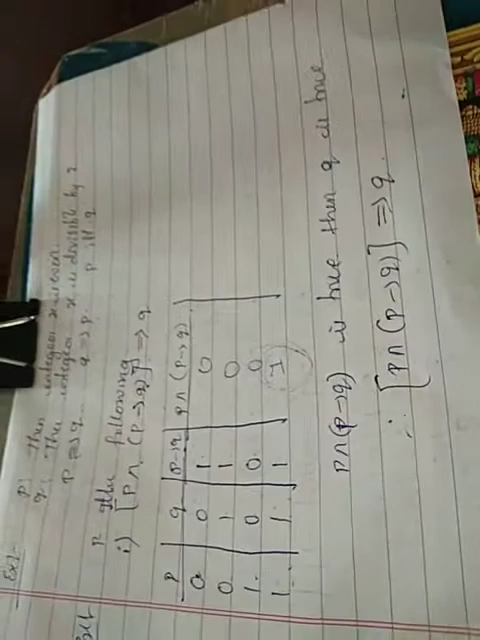 Ex:-
p: The integer x is even.
q: The integer x is divisible by 2
p => q q => p. p iff q
P the following
i) [p ∧ (p → q)] => q
p q p → q p ∧ (p → q)
0 0 1 0
0 1 1 0
1 0 0 0
1 1 1 1
p ∧ (p → q) is true then q is true
∴ [p ∧ (p → q)] => q.